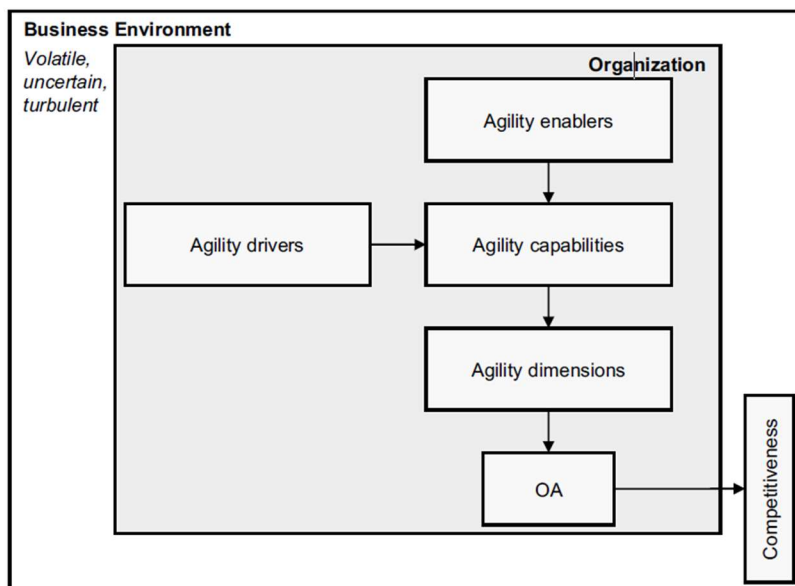 Business Environment
Volatile,
uncertain,
turbulent
Organization
Agility enablers
Agility drivers
Agility capabilities
Agility dimensions
OA
Competitiveness